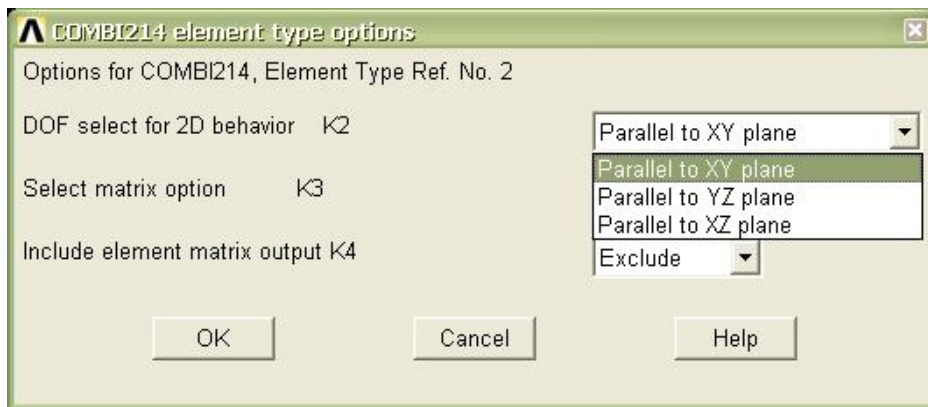 COMBI214 element type options
Options for COMBI214, Element Type Ref. No. 2
DOF select for 2D behavior K2
Parallel to XY plane
Parallel to XY plane
Select matrix option K3
Parallel to YZ plane
Parallel to XZ plane
Include element matrix output K4
Exclude
OK Cancel Help